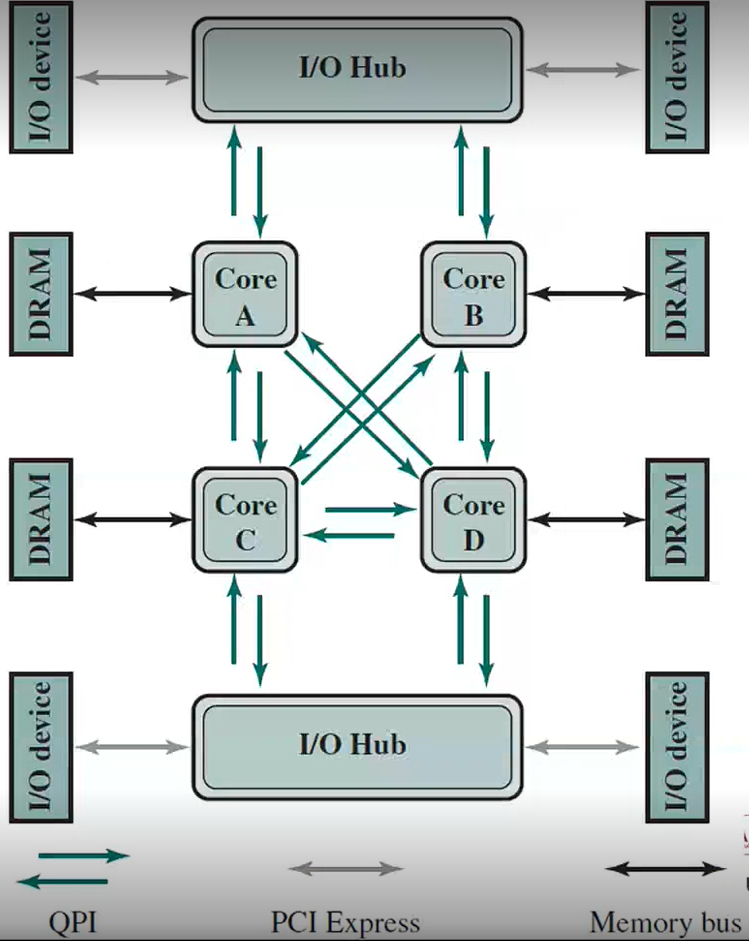 I/O device
I/O Hub
I/O device
DRAM
Core
A
Core
B
DRAM
DRAM
Core
C
Core
D
DRAM
I/O device
I/O Hub
I/O device
QPI
PCI Express
Memory bus